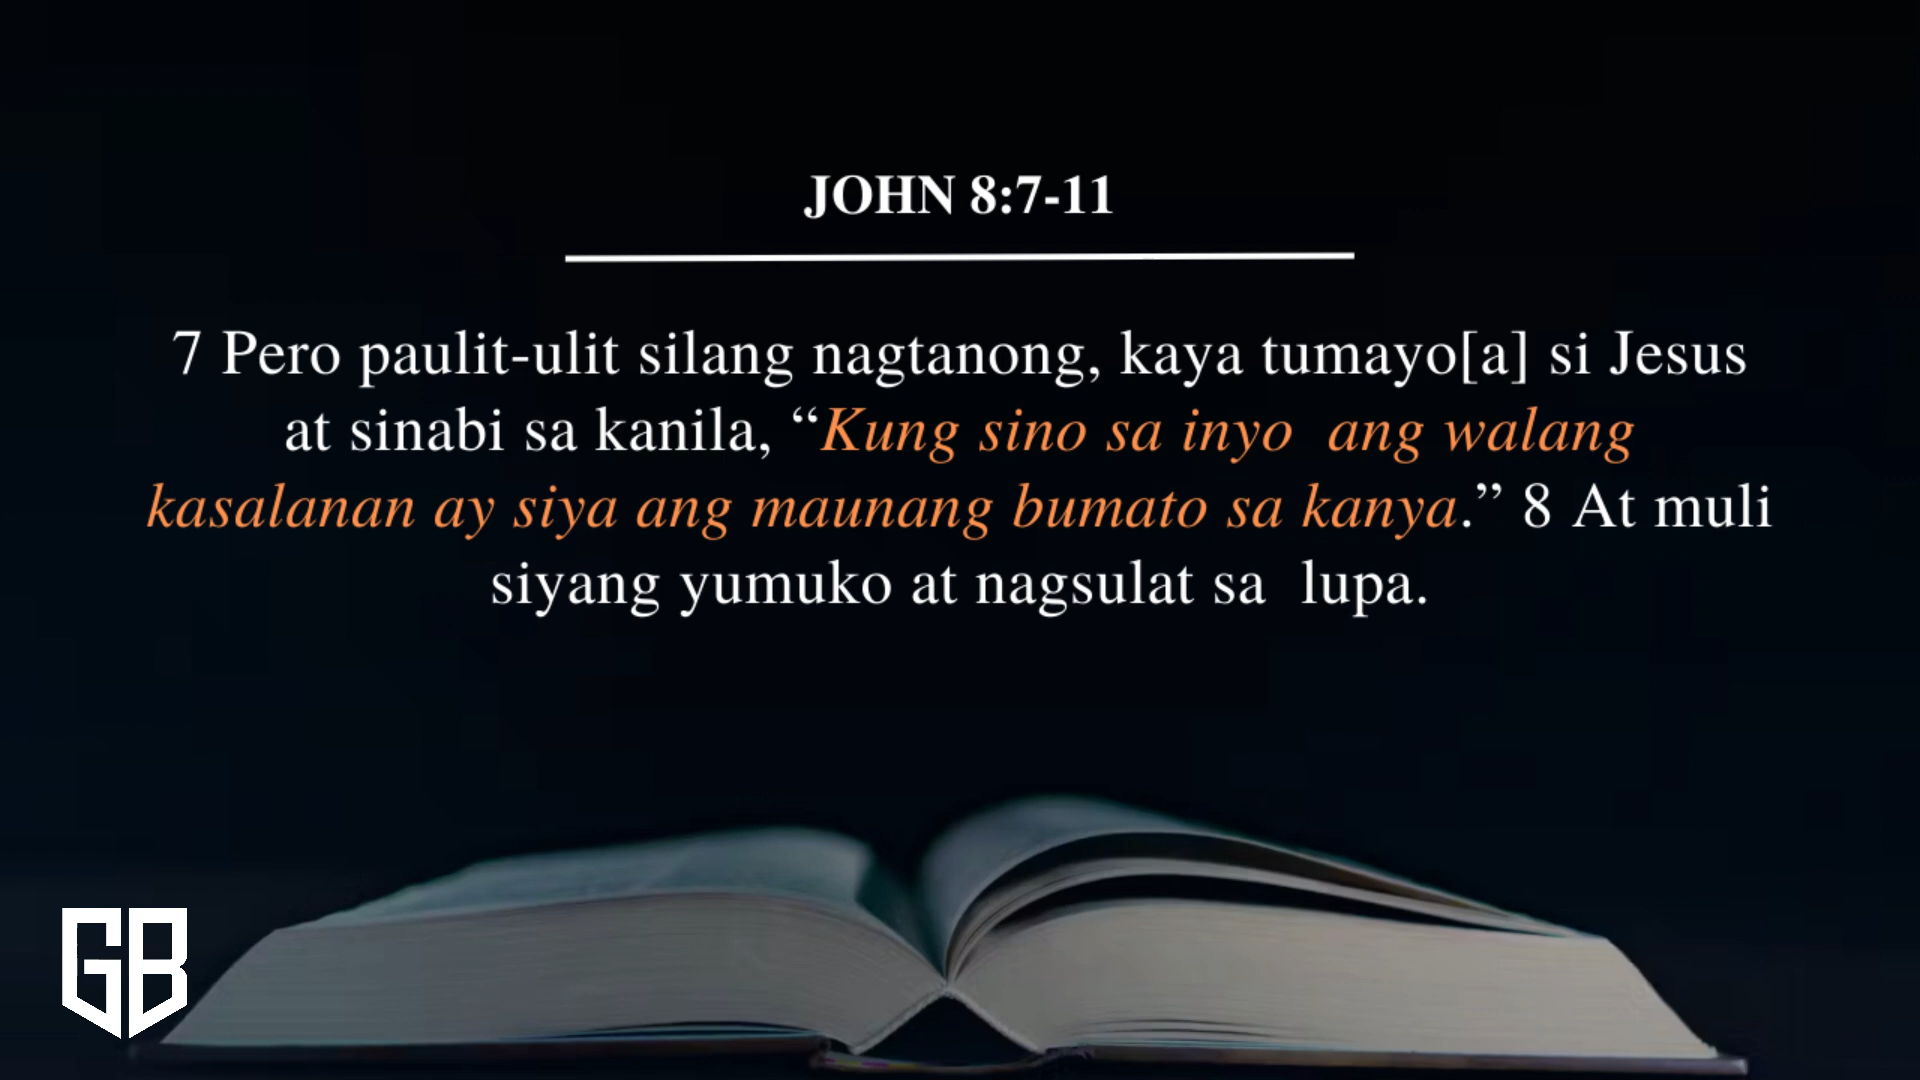 JOHN 8:7-11
7 Pero paulit-ulit silang nagtanong, kaya tumayo[a] si Jesus
at sinabi sa kanila, “Kung sino sa inyo  ang walang
kasalanan ay siya ang maunang bumato sa kanya.” 8 At muli
siyang yumuko at nagsulat sa  lupa.
GB